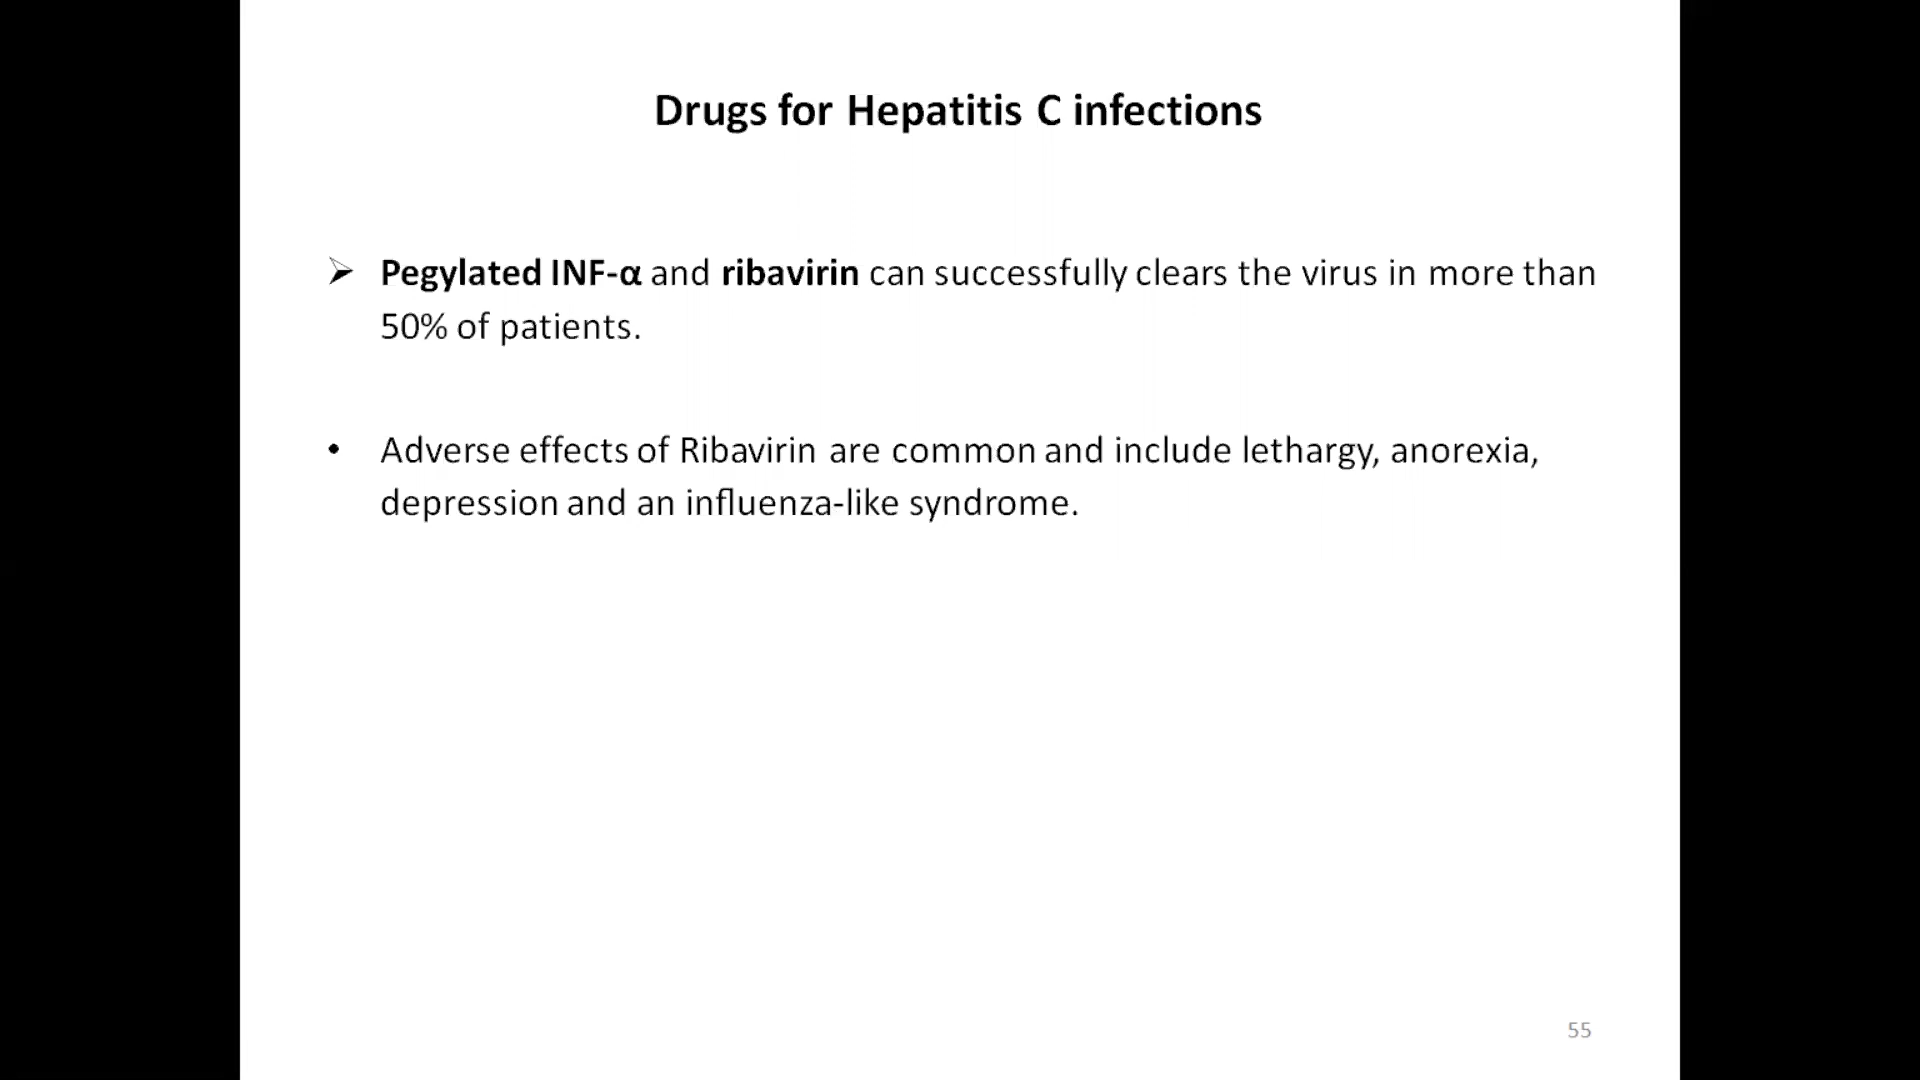 Drugs for Hepatitis C infections
➢ Pegylated INF-α and ribavirin can successfully clears the virus in more than
50% of patients.
• Adverse effects of Ribavirin are common and include lethargy, anorexia,
depression and an influenza-like syndrome.
55